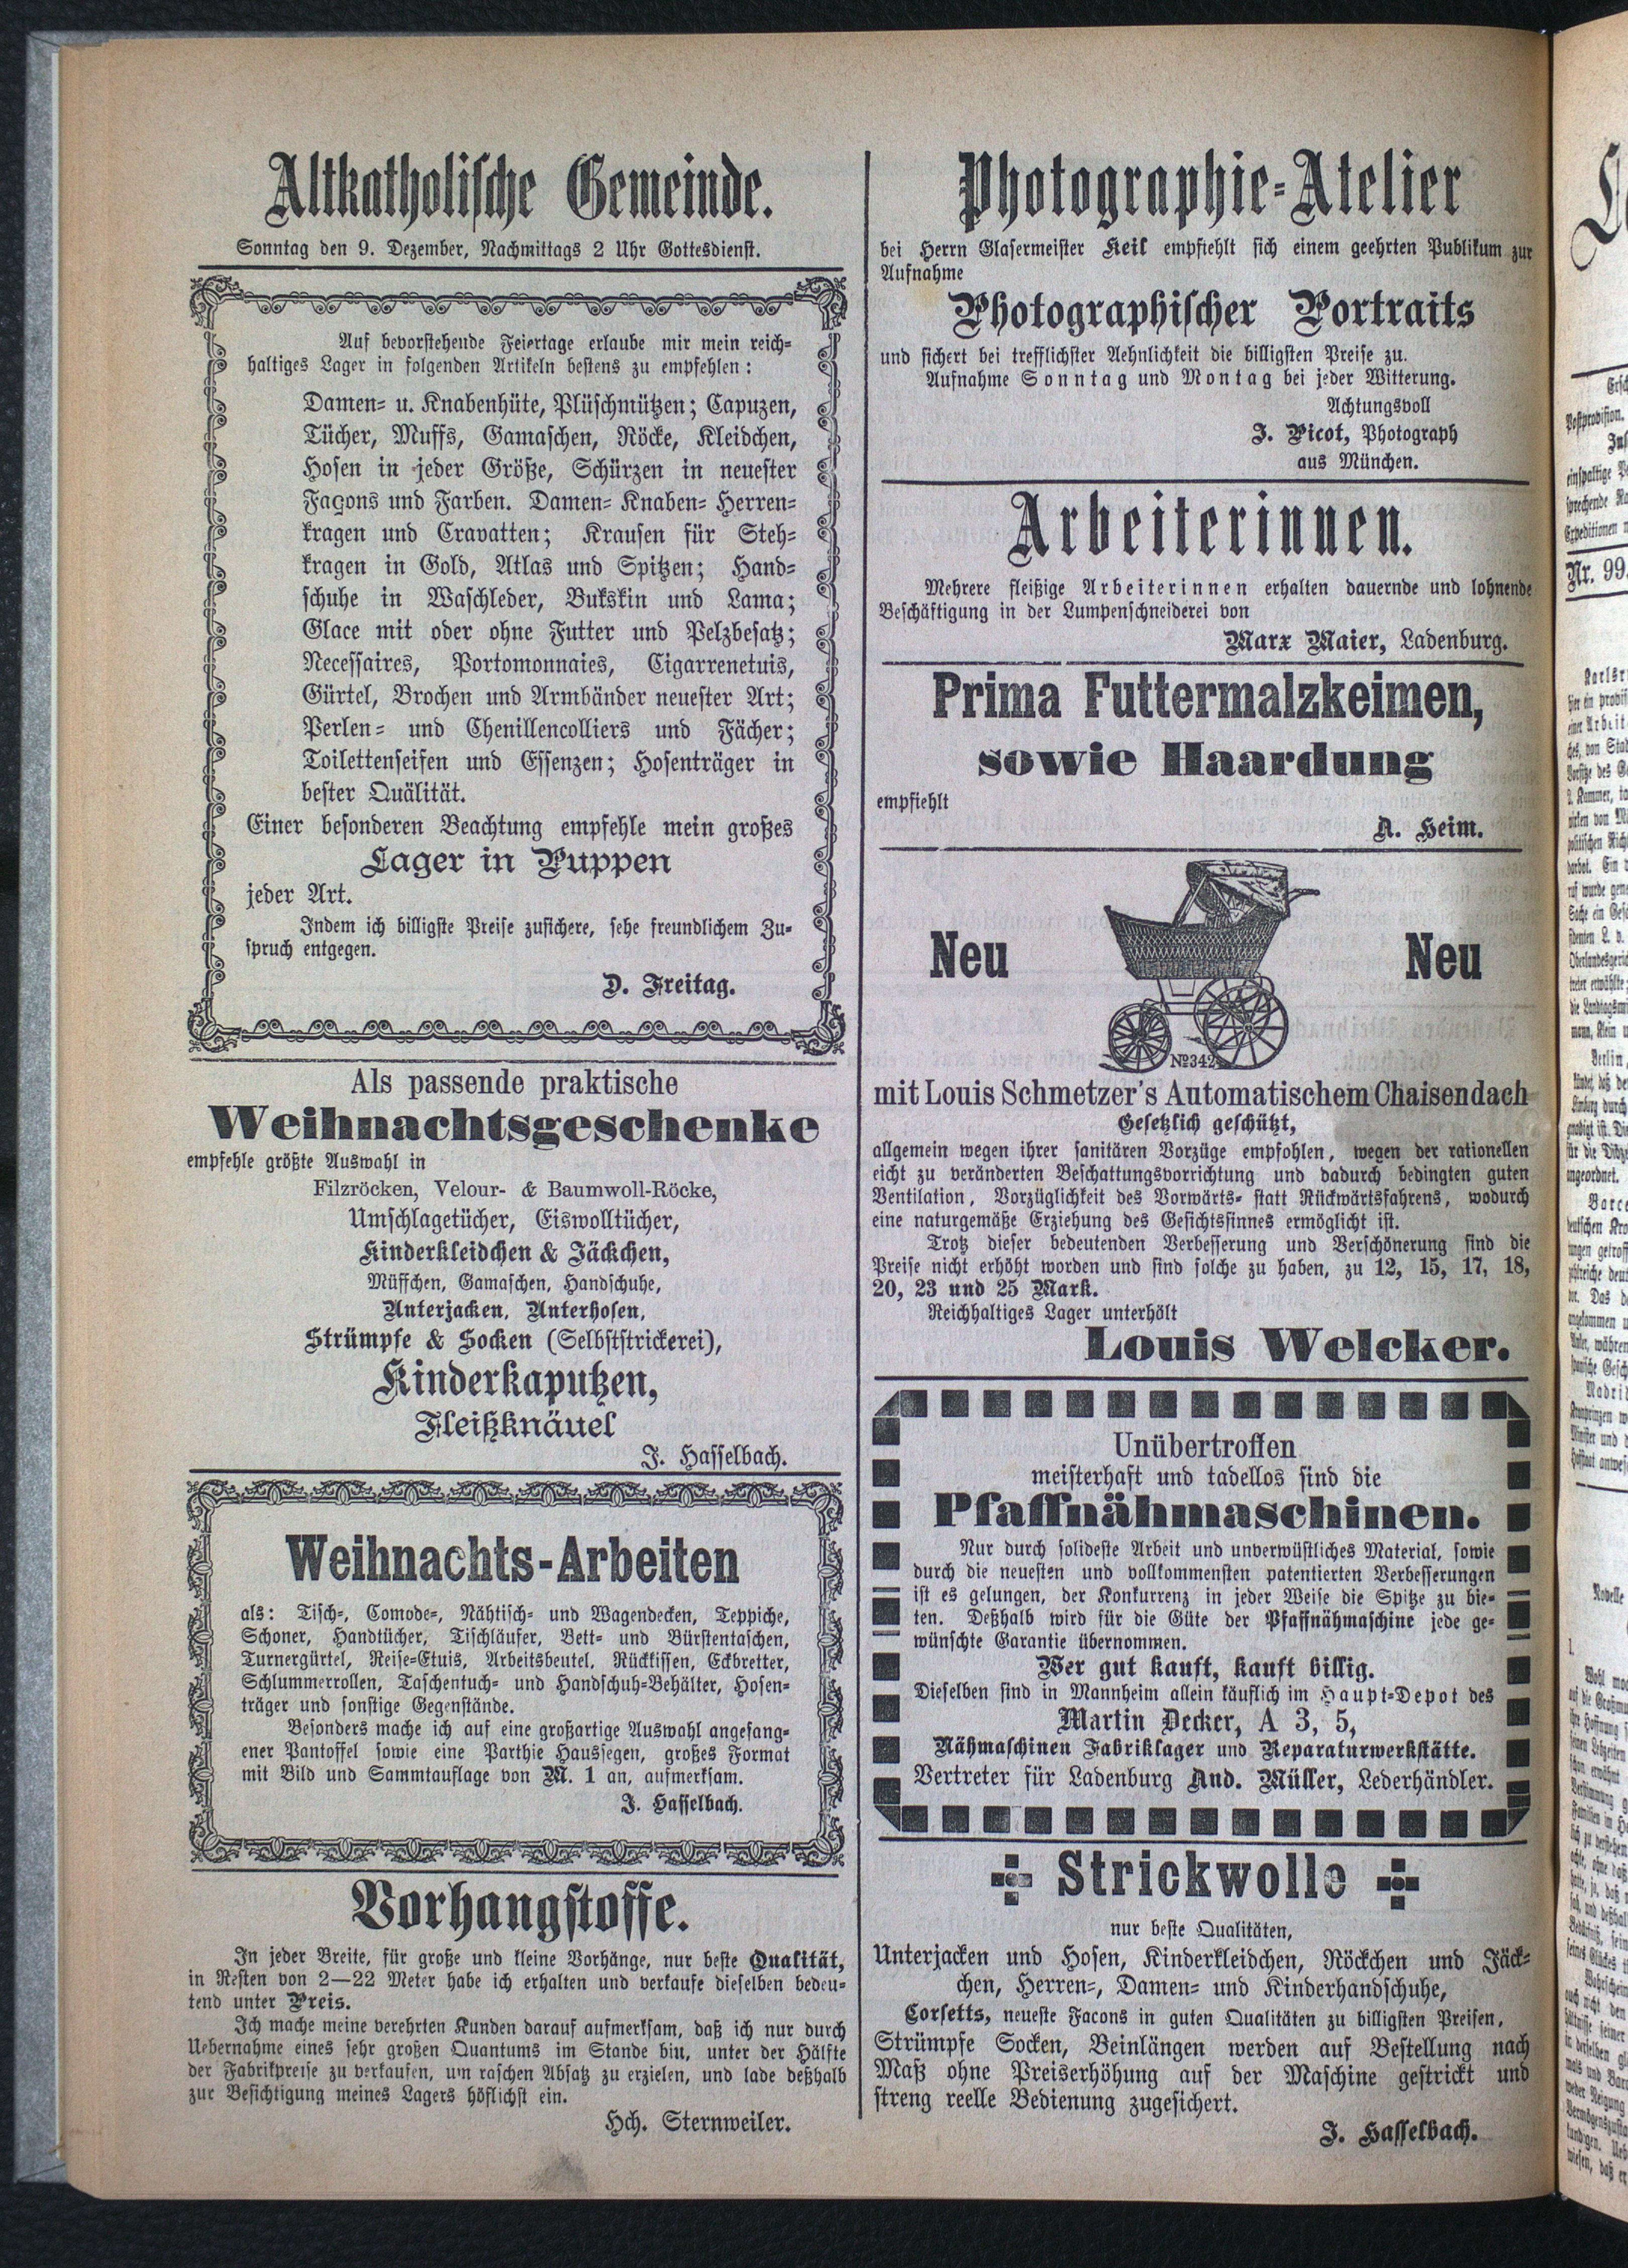 Altkatholische Gemeinde.
Sonntag den 9. Dezember, Nachmittags 2 Uhr Gottesdienst.
Auf bevorstehende Feiertage erlaube mir mein reich=
haltiges Lager in folgenden Artikeln bestens zu empfehlen:
Damen= u. Knabenhüte, Plüschmützen; Capuzen,
Tücher, Muffs, Gamaschen, Röcke, Kleidchen,
Hosen in jeder Größe, Schürzen in neuester
Façons und Farben. Damen= Knaben= Herren=
kragen und Cravatten; Krausen für Steh=
kragen in Gold, Atlas und Spitzen; Hand=
schuhe in Waschleder, Bukskin und Lama;
Glace mit oder ohne Futter und Pelzbesatz;
Necessaires, Portomonnaies, Cigarrenetuis,
Gürtel, Brochen und Armbänder neuester Art;
Perlen= und Chenillencolliers und Fächer;
Toilettenseifen und Essenzen; Hosenträger in
bester Quälität.
Einer besonderen Beachtung empfehle mein großes
Lager in Puppen
jeder Art.
Indem ich billigste Preise zusichere, sehe freundlichem Zu=
spruch entgegen.
D. Freitag.
Als passende praktische
Weihnachtsgeschenke
empfehle größte Auswahl in
Filzröcken, Velour- & Baumwoll-Röcke,
Umschlagetücher, Eiswolltücher,
Kinderkleidchen & Jäckchen,
Müffchen, Gamaschen, Handschuhe,
Unterjacken, Unterhosen,
Strümpfe & Socken (Selbststrickerei),
Kinderkaputzen,
Fleißknäuel
J. Hasselbach.
Weihnachts-Arbeiten
als: Tisch=, Comode=, Nähtisch= und Wagendecken, Teppiche,
Schoner, Handtücher, Tischläufer, Bett= und Bürstentaschen,
Turnergürtel, Reise=Etuis, Arbeitsbeutel, Rückkissen, Eckbretter,
Schlummerrollen, Taschentuch= und Handschuh=Behälter, Hosen=
träger und sonstige Gegenstände.
Besonders mache ich auf eine großartige Auswahl angefang=
ener Pantoffel sowie eine Parthie Haussegen, großes Format
mit Bild und Sammtauflage von M. 1 an, aufmerksam.
J. Hasselbach.
Vorhangstoffe.
In jeder Breite, für große und kleine Vorhänge, nur beste Qualität,
in Resten von 2—22 Meter habe ich erhalten und verkaufe dieselben bedeu=
tend unter Preis.
Ich mache meine verehrten Kunden darauf aufmerksam, daß ich nur durch
Uebernahme eines sehr großen Quantums im Stande bin, unter der Hälfte
der Fabrikpreise zu verkaufen, um raschen Absatz zu erzielen, und lade deßhalb
zur Besichtigung meines Lagers höflichst ein.
Hch. Sternweiler.
Photographie=Atelier
bei Herrn Glasermeister Keil empfiehlt sich einem geehrten Publikum zur
Aufnahme
Photographischer Portraits
und sichert bei trefflichster Aehnlichkeit die billigsten Preise zu.
Aufnahme Sonntag und Montag bei jeder Witterung.
Achtungsvoll
J. Picot, Photograph
aus München.
Arbeiterinnen.
Mehrere fleißige Arbeiterinnen erhalten dauernde und lohnende
Beschäftigung in der Lumpenschneiderei von
Marx Maier, Ladenburg.
Prima Futtermalzkeimen,
sowie Haardung
empfiehlt
A. Heim.
Neu Neu
No 342
mit Louis Schmetzer's Automatischem Chaisendach
Gesetzlich geschützt,
allgemein wegen ihrer sanitären Vorzüge empfohlen, wegen der rationellen
eicht zu veränderten Beschattungsvorrichtung und dadurch bedingten guten
Ventilation, Vorzüglichkeit des Vorwärts= statt Rückwärtsfahrens, wodurch
eine naturgemäße Erziehung des Gesichtssinnes ermöglicht ist.
Trotz dieser bedeutenden Verbesserung und Verschönerung sind die
Preise nicht erhöht worden und sind solche zu haben, zu 12, 15, 17, 18,
20, 23 und 25 Mark.
Reichhaltiges Lager unterhölt
Louis Welcker.
Unübertroffen
meisterhaft und tadellos sind die
Pfaffnähmaschinen.
Nur durch solideste Arbeit und unverwüstliches Material, sowie
durch die neuesten und vollkommensten patentierten Verbesserungen
ist es gelungen, der Konkurrenz in jeder Weise die Spitze zu bie=
ten. Deßhalb wird für die Güte der Pfaffnähmaschine jede ge=
wünschte Garantie übernommen.
Wer gut kauft, kauft billig.
Dieselben sind in Mannheim allein käuflich im Haupt=Depot des
Martin Decker, A 3, 5,
Nähmaschinen Fabriklager und Reparaturwerkstätte.
Vertreter für Ladenburg And. Müller, Lederhändler.
Strickwolle
nur beste Qualitäten,
Unterjacken und Hosen, Kinderkleidchen, Röckchen und Jäck=
chen, Herren=, Damen= und Kinderhandschuhe,
Corsetts, neueste Facons in guten Qualitäten zu billigsten Preisen,
Strümpfe Socken, Beinlängen werden auf Bestellung nach
Maß ohne Preiserhöhung auf der Maschine gestrickt und
streng reelle Bedienung zugesichert.
J. Hasselbach.
Nr. 99.